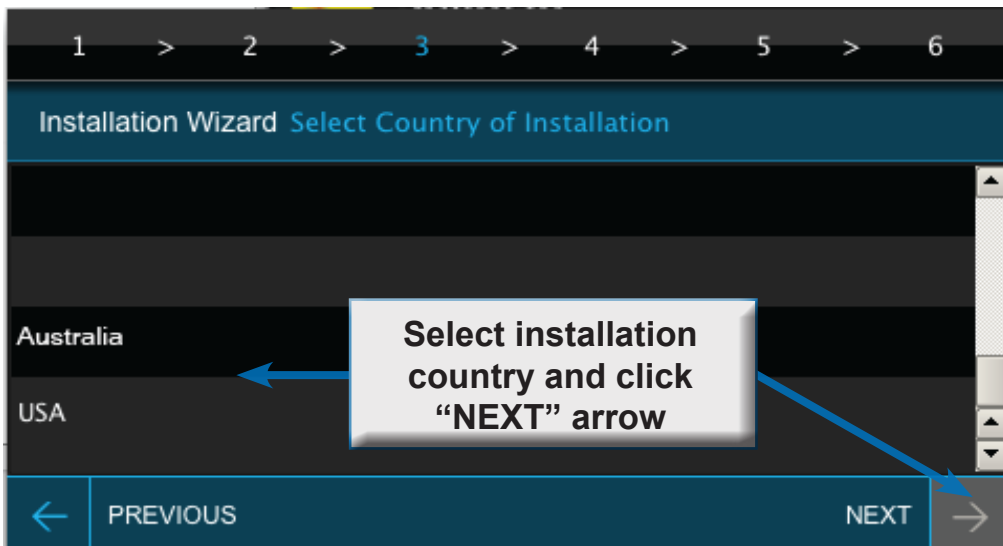 1 > 2 > 3 > 4 > 5 > 6
Installation Wizard Select Country of Installation
Australia
USA
Select installation
country and click
“NEXT” arrow
PREVIOUS
NEXT